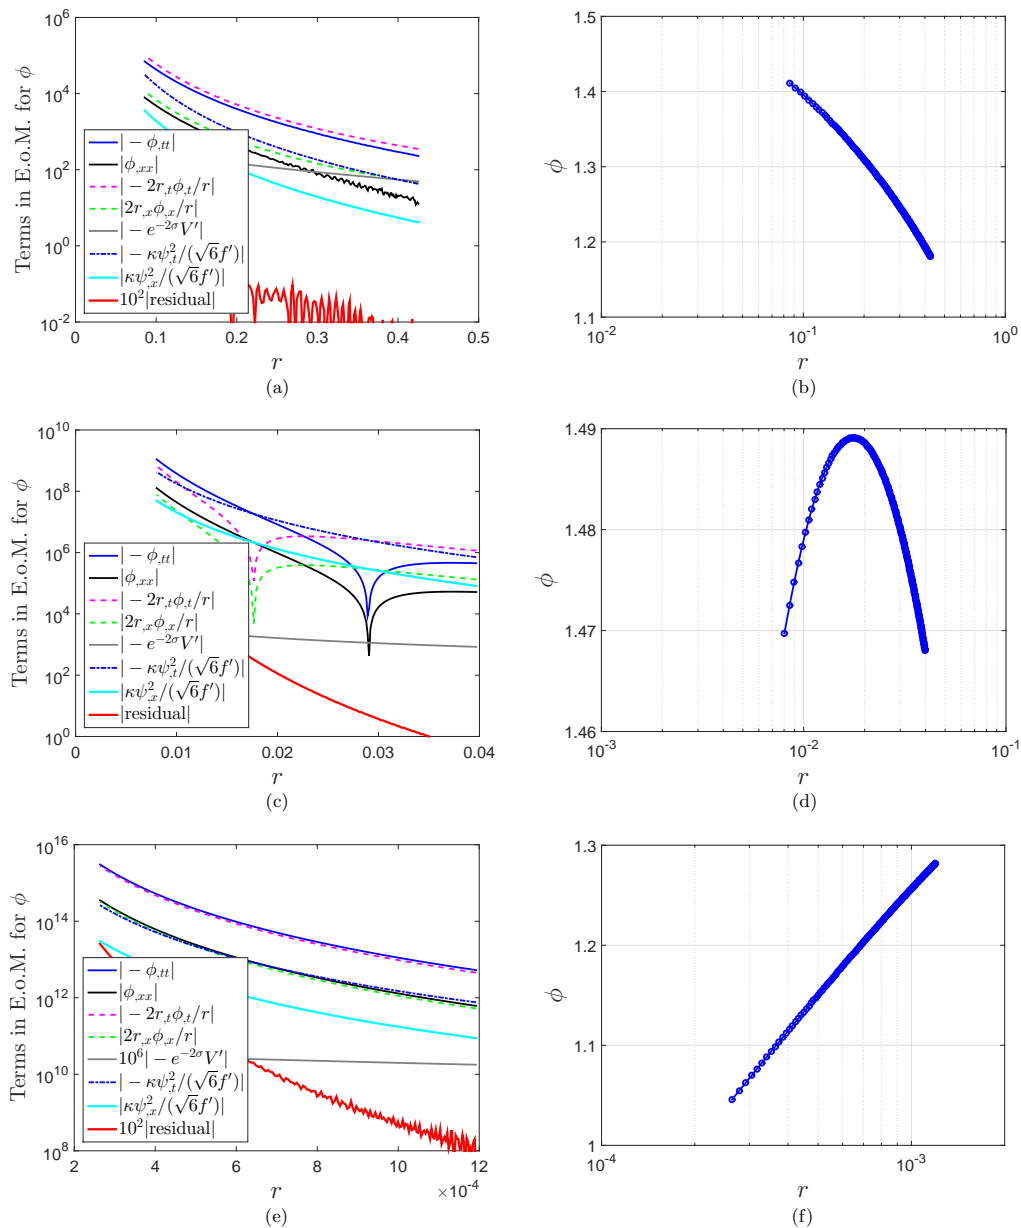 10^6
10^4
10^2
10^0
10^-2
Terms in E.o.M. for ϕ
|−ϕ,tt|
|ϕ,xx|
|−2r,tϕ,t/r|
|2r,xϕ,x/r|
|−e^{−2σ}V′|
|−κψ²,t/(√6f′)|
|κψ²,x/(√6f′)|
10²|residual|
0 0.1 0.2 0.3 0.4 0.5
r
(a)
1.5
1.4
1.3
1.2
1.1
ϕ
10^-2 10^-1 10^0
r
(b)
10^10
10^8
10^6
10^4
10^2
10^0
Terms in E.o.M. for ϕ
|−ϕ,tt|
|ϕ,xx|
|−2r,tϕ,t/r|
|2r,xϕ,x/r|
|−e^{−2σ}V′|
|−κψ²,t/(√6f′)|
|κψ²,x/(√6f′)|
|residual|
0 0.01 0.02 0.03 0.04
r
(c)
1.49
1.48
1.47
1.46
ϕ
10^-3 10^-2 10^-1
r
(d)
10^16
10^14
10^12
10^10
10^8
Terms in E.o.M. for ϕ
|−ϕ,tt|
|ϕ,xx|
|−2r,tϕ,t/r|
|2r,xϕ,x/r|
10⁶|−e^{−2σ}V′|
|−κψ²,t/(√6f′)|
|κψ²,x/(√6f′)|
10²|residual|
2 4 6 8 10 12
×10^-4
r
(e)
1.3
1.2
1.1
1
ϕ
10^-4 10^-3
r
(f)